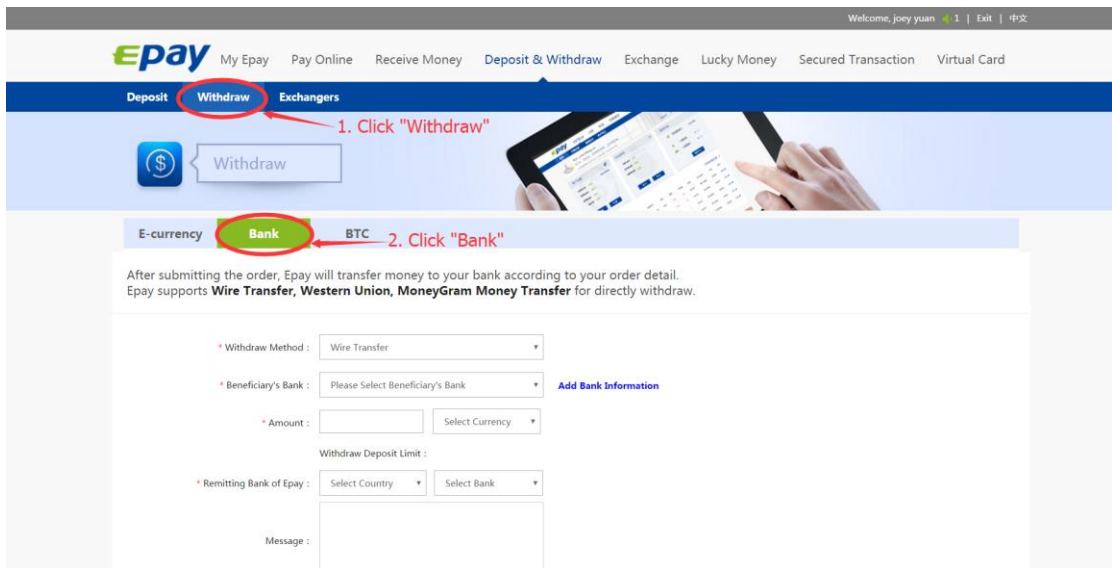 Welcome, joey yuan 1 | Exit | 中文
Epay My Epay Pay Online Receive Money Deposit & Withdraw Exchange Lucky Money Secured Transaction Virtual Card
Deposit Withdraw Exchangers
1. Click "Withdraw"
Withdraw
E-currency Bank BTC
2. Click "Bank"
After submitting the order, Epay will transfer money to your bank according to your order detail.
Epay supports Wire Transfer, Western Union, MoneyGram Money Transfer for directly withdraw.
* Withdraw Method : Wire Transfer
* Beneficiary's Bank : Please Select Beneficiary's Bank Add Bank Information
* Amount : Select Currency
Withdraw Deposit Limit :
* Remitting Bank of Epay : Select Country Select Bank
Message :